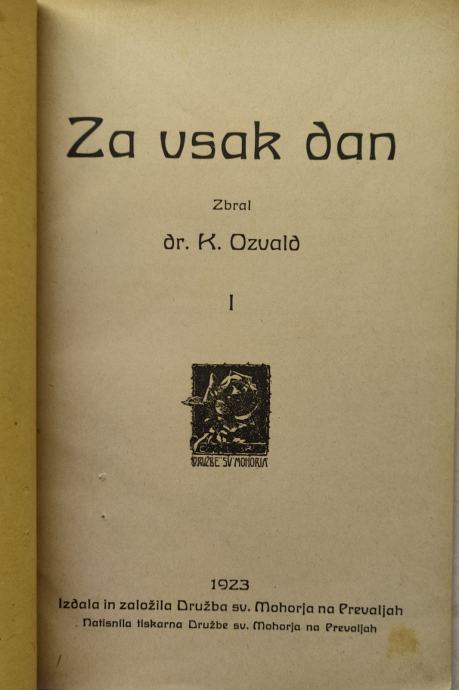 Za vsak dan
Zbral
dr. K. Ozvald
I
DRUŽBE SV MOHORJA
1923
Izdala in založila Družba sv. Mohorja na Prevaljah
Natisnila tiskarna Družbe sv. Mohorja na Prevaljah